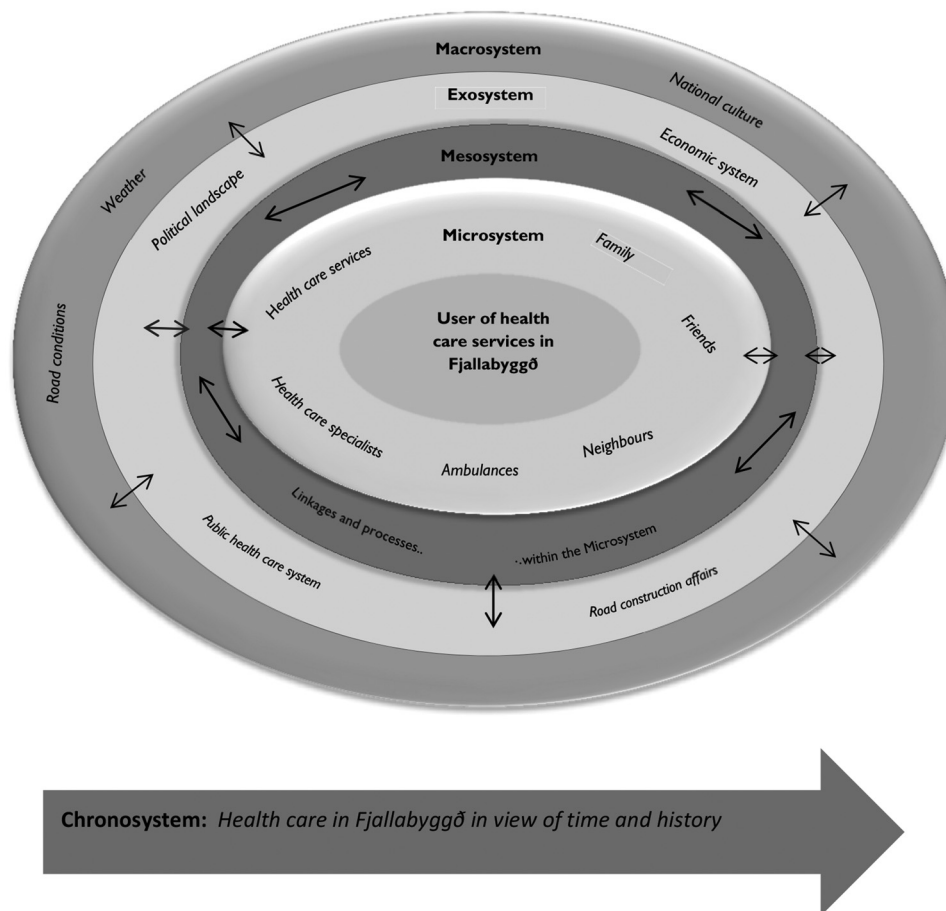 Macrosystem
National culture
Exosystem
Economic system
Mesosystem
Weather
Political landscape
Microsystem
Family
Health care services
User of health
care services in
Fjallabyggð
Friends
Road conditions
Health care specialists
Neighbours
Ambulances
Linkages and processes..
..within the Microsystem
Public health care system
Road construction affairs
Chronosystem: Health care in Fjallabyggð in view of time and history